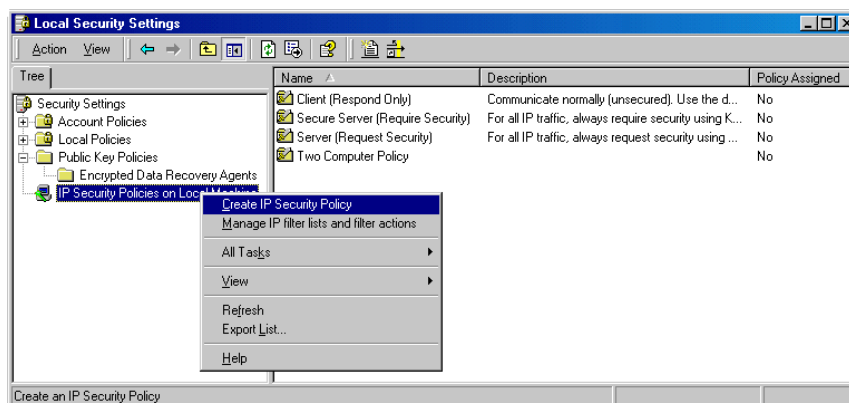 Local Security Settings
Action View
Tree
Name Description Policy Assigned
Security Settings
Account Policies
Local Policies
Public Key Policies
Encrypted Data Recovery Agents
IP Security Policies on Local
Client (Respond Only) Communicate normally (unsecured). Use the d... No
Secure Server (Require Security) For all IP traffic, always require security using K... No
Server (Request Security) For all IP traffic, always request security using ... No
Two Computer Policy No
Create IP Security Policy
Manage IP filter lists and filter actions
All Tasks
View
Refresh
Export List...
Help
Create an IP Security Policy